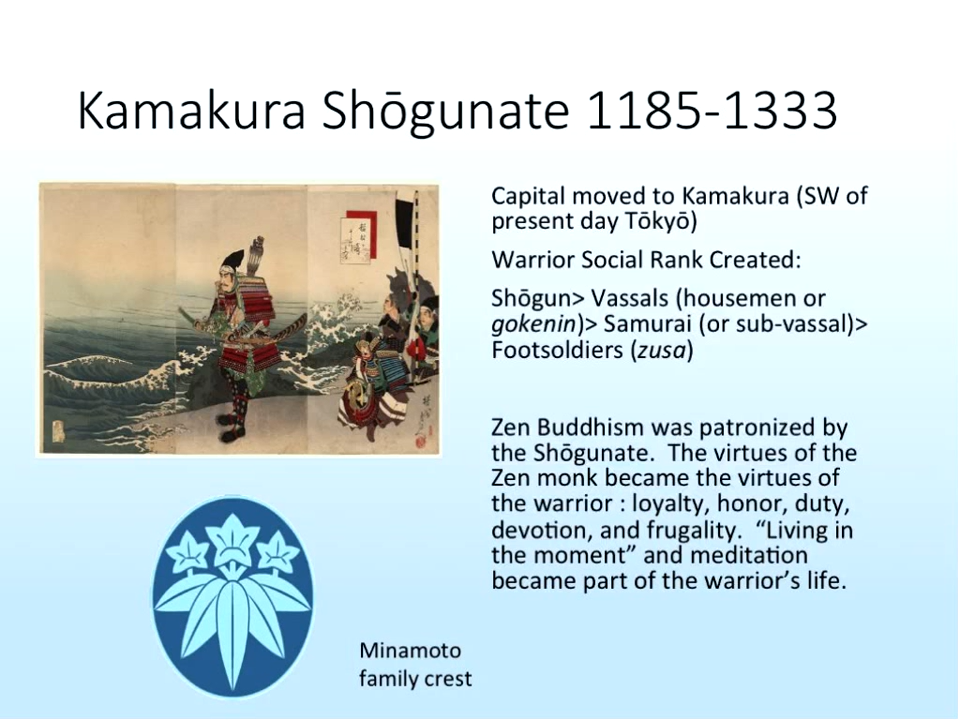 Kamakura Shōgunate 1185-1333
Capital moved to Kamakura (SW of
present day Tōkyō)
Warrior Social Rank Created:
Shōgun> Vassals (housemen or
gokenin)> Samurai (or sub-vassal)>
Footsoldiers (zusa)
Zen Buddhism was patronized by
the Shōgunate.  The virtues of the
Zen monk became the virtues of
the warrior : loyalty, honor, duty,
devotion, and frugality.  “Living in
the moment” and meditation
became part of the warrior’s life.
Minamoto
family crest